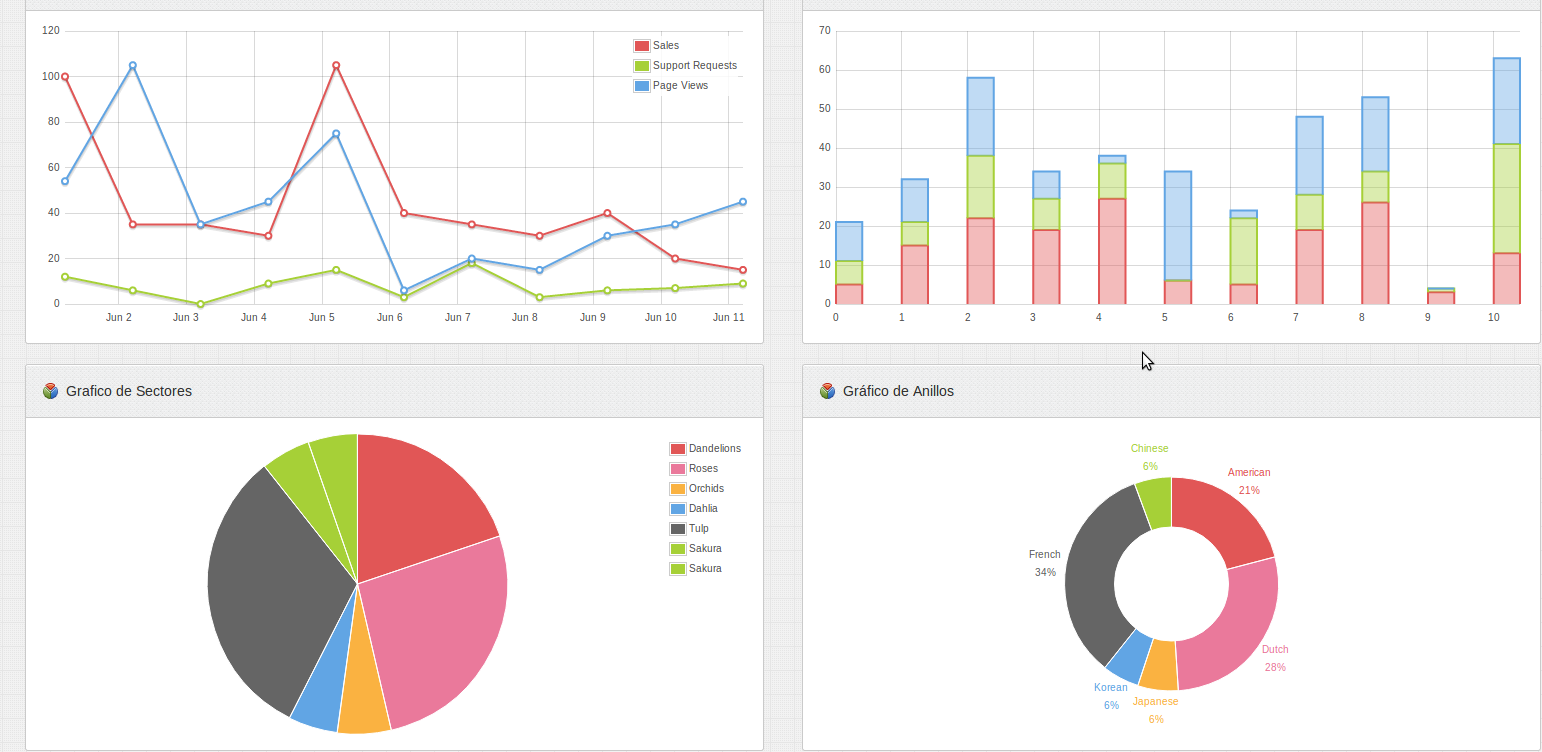 120
100
80
60
40
20
0
Jun 2 Jun 3 Jun 4 Jun 5 Jun 6 Jun 7 Jun 8 Jun 9 Jun 10 Jun 11
Sales
Support Requests
Page Views
70
60
50
40
30
20
10
0
0 1 2 3 4 5 6 7 8 9 10
Grafico de Sectores
Dandelions
Roses
Orchids
Dahlia
Tulp
Sakura
Sakura
Gráfico de Anillos
Chinese
6%
American
21%
French
34%
Dutch
28%
Korean
6%
Japanese
6%